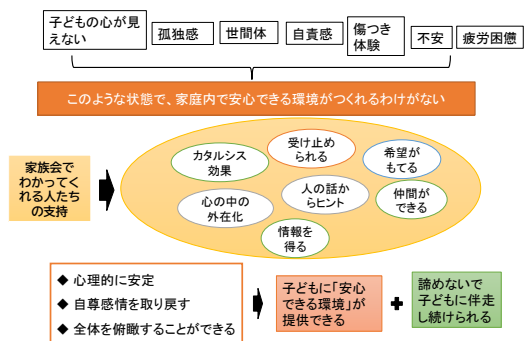 子どもの心が見
えない
孤独感
世間体
自責感
傷つき
体験
不安
疲労困憊
このような状態で、家庭内で安心できる環境がつくれるわけがない
家族会で
わかってく
れる人たち
の支持
カタルシス
効果
受け止め
られる
希望が
もてる
心の中の
外在化
人の話か
らヒント
仲間が
できる
情報を
得る
◆ 心理的に安定
◆ 自尊感情を取り戻す
◆ 全体を俯瞰することができる
子どもに「安心
できる環境」が
提供できる
諦めないで
子どもに伴走
し続けられる